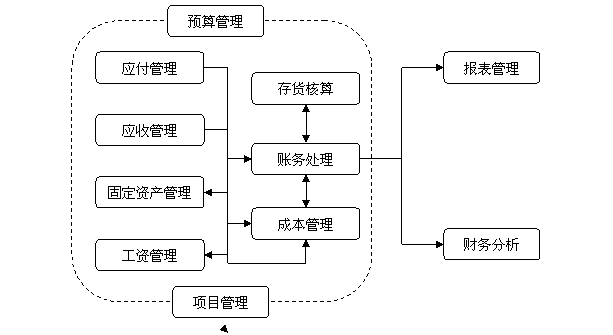 预算管理
应付管理
报表管理
存货核算
应收管理
账务处理
固定资产管理
成本管理
工资管理
财务分析
项目管理